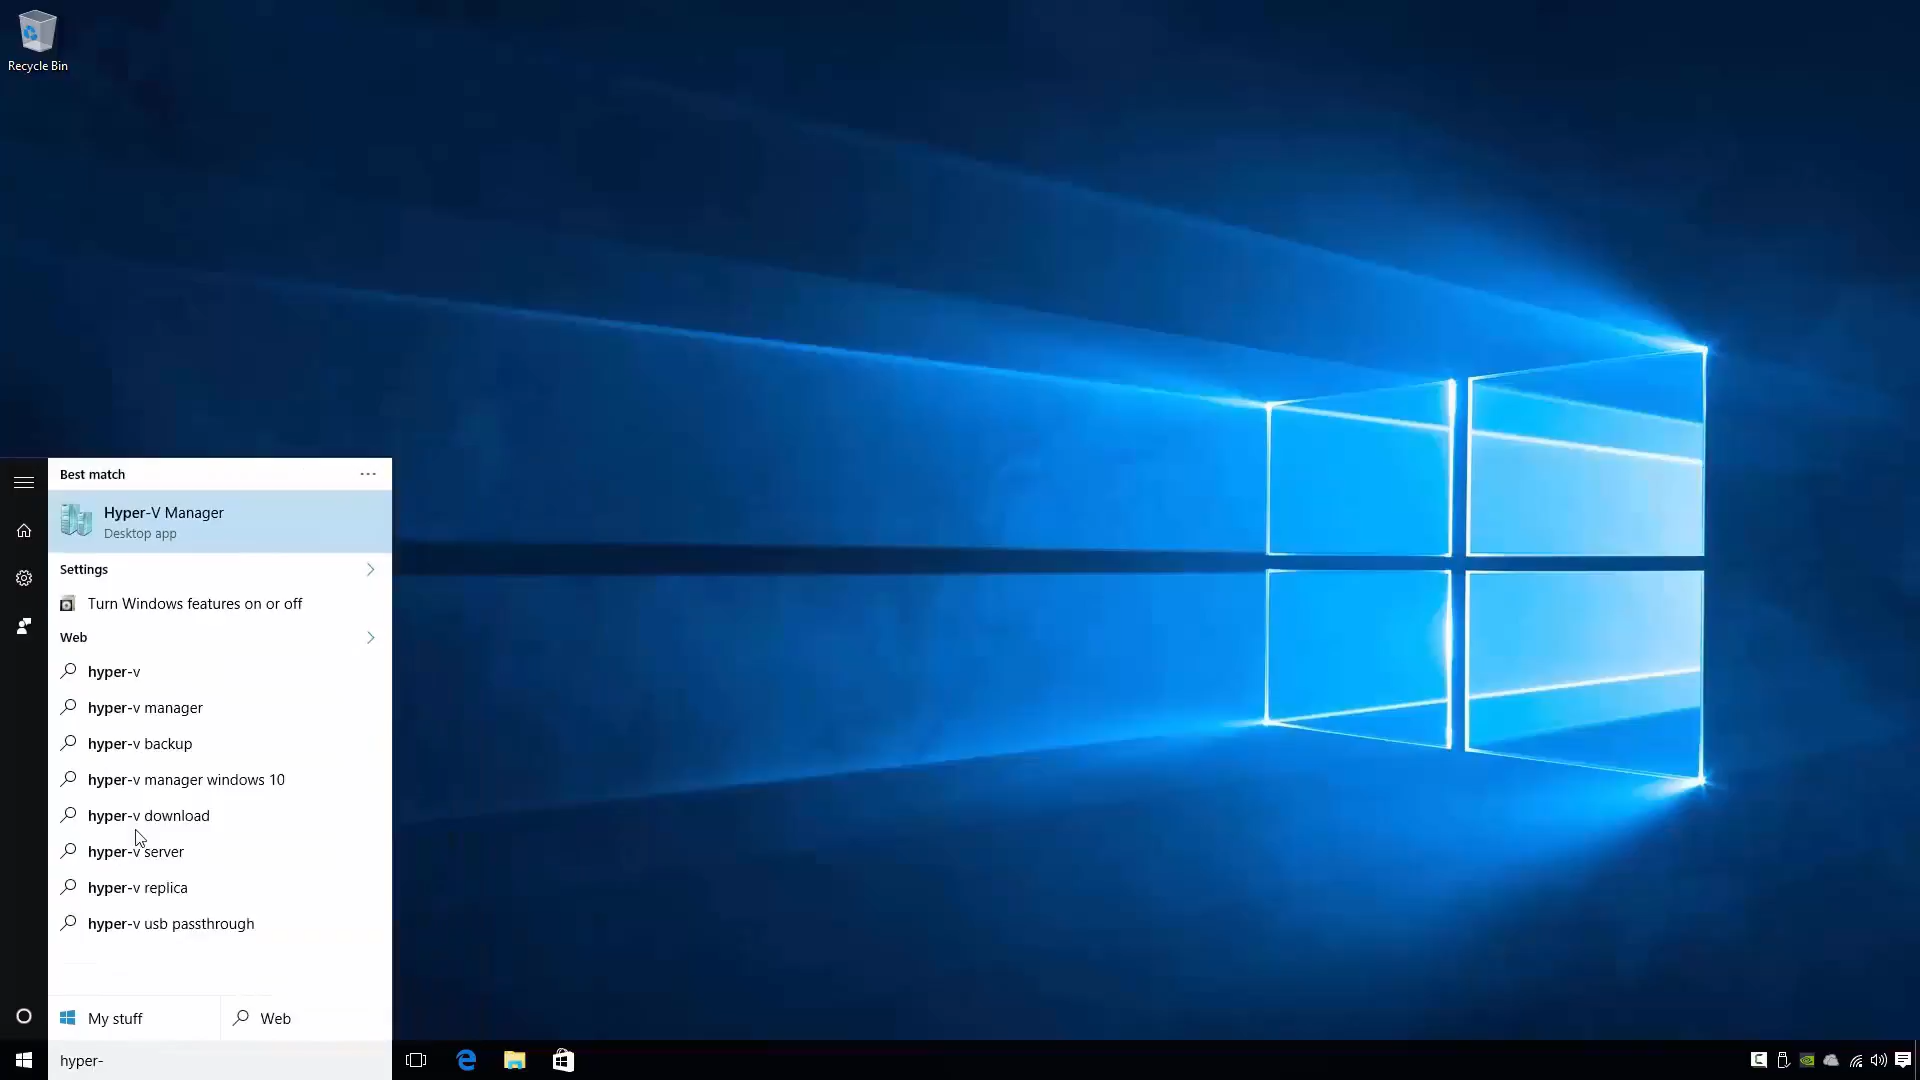 Recycle Bin
Best match
Hyper-V Manager
Desktop app
Settings
Turn Windows features on or off
Web
hyper-v
hyper-v manager
hyper-v backup
hyper-v manager windows 10
hyper-v download
hyper-v server
hyper-v replica
hyper-v usb passthrough
My stuff
Web
hyper-